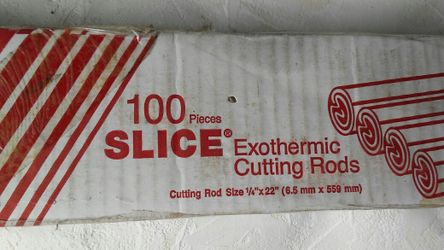 100 Pieces
SLICE® Exothermic
Cutting Rods
Cutting Rod Size 1/4"x22" (6.5 mm x 559 mm)